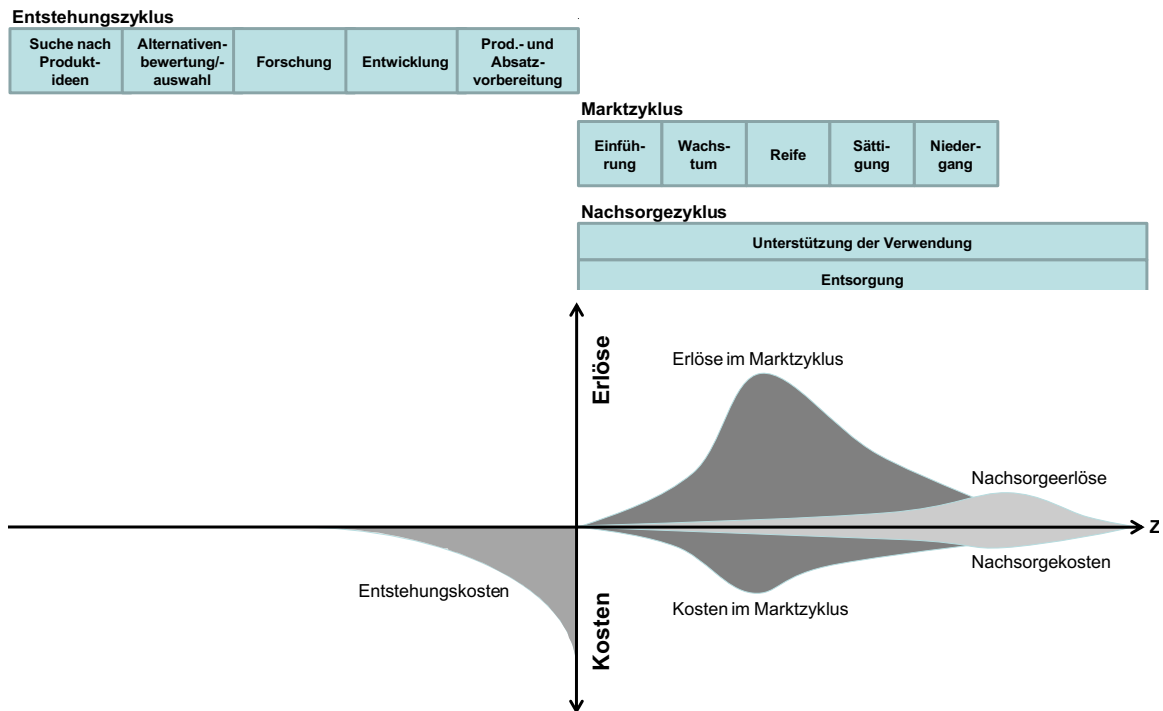 Entstehungszyklus
Suche nach
Produkt-
ideen
Alternativen-
bewertung/-
auswahl
Forschung
Entwicklung
Prod.- und
Absatz-
vorbereitung
Marktzyklus
Einfüh-
rung
Wachs-
tum
Reife
Sätti-
gung
Nieder-
gang
Nachsorgezyklus
Unterstützung der Verwendung
Entsorgung
Erlöse
Erlöse im Marktzyklus
Nachsorgeerlöse
Z
Entstehungskosten
Nachsorgekosten
Kosten im Marktzyklus
Kosten